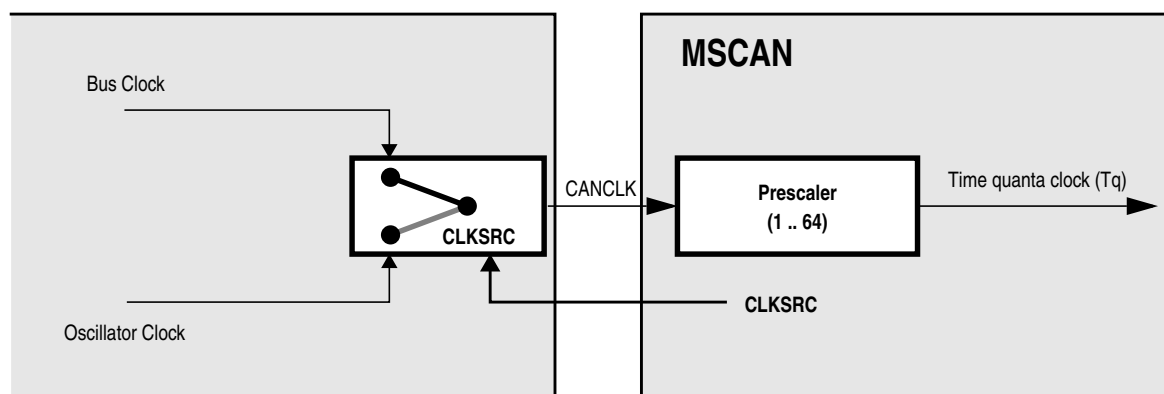 MSCAN
Bus Clock
CANCLK
Time quanta clock (Tq)
Prescaler
(1 .. 64)
CLKSRC
CLKSRC
Oscillator Clock